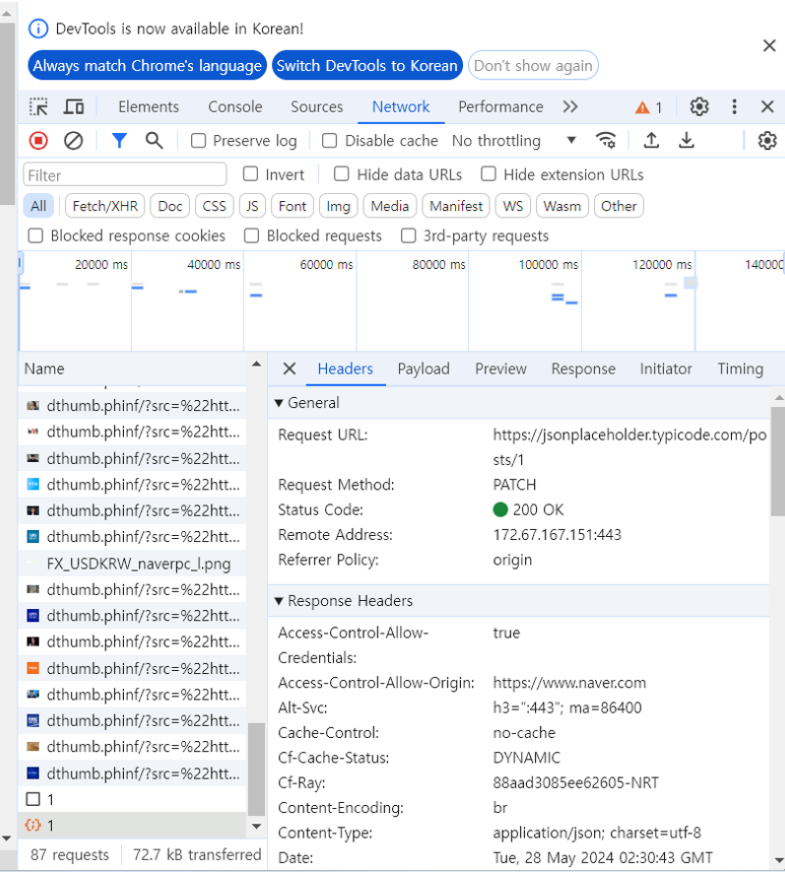 DevTools is now available in Korean!
Always match Chrome's language Switch DevTools to Korean Don't show again
Elements Console Sources Network Performance 1
Preserve log Disable cache No throttling
Filter Invert Hide data URLs Hide extension URLs
All Fetch/XHR Doc CSS JS Font Img Media Manifest WS Wasm Other
Blocked response cookies Blocked requests 3rd-party requests
20000 ms 40000 ms 60000 ms 80000 ms 100000 ms 120000 ms 140000
Name
dthumb.phinf/?src=%22htt...
dthumb.phinf/?src=%22htt...
dthumb.phinf/?src=%22htt...
dthumb.phinf/?src=%22htt...
dthumb.phinf/?src=%22htt...
dthumb.phinf/?src=%22htt...
FX_USDKRW_naverpc_l.png
dthumb.phinf/?src=%22htt...
dthumb.phinf/?src=%22htt...
dthumb.phinf/?src=%22htt...
dthumb.phinf/?src=%22htt...
dthumb.phinf/?src=%22htt...
dthumb.phinf/?src=%22htt...
dthumb.phinf/?src=%22htt...
dthumb.phinf/?src=%22htt...
1
1
87 requests 72.7 kB transferred
Headers Payload Preview Response Initiator Timing
General
Request URL: https://jsonplaceholder.typicode.com/po
sts/1
Request Method: PATCH
Status Code: 200 OK
Remote Address: 172.67.167.151:443
Referrer Policy: origin
Response Headers
Access-Control-Allow- true
Credentials:
Access-Control-Allow-Origin: https://www.naver.com
Alt-Svc: h3=":443"; ma=86400
Cache-Control: no-cache
Cf-Cache-Status: DYNAMIC
Cf-Ray: 88aad3085ee62605-NRT
Content-Encoding: br
Content-Type: application/json; charset=utf-8
Date: Tue, 28 May 2024 02:30:43 GMT